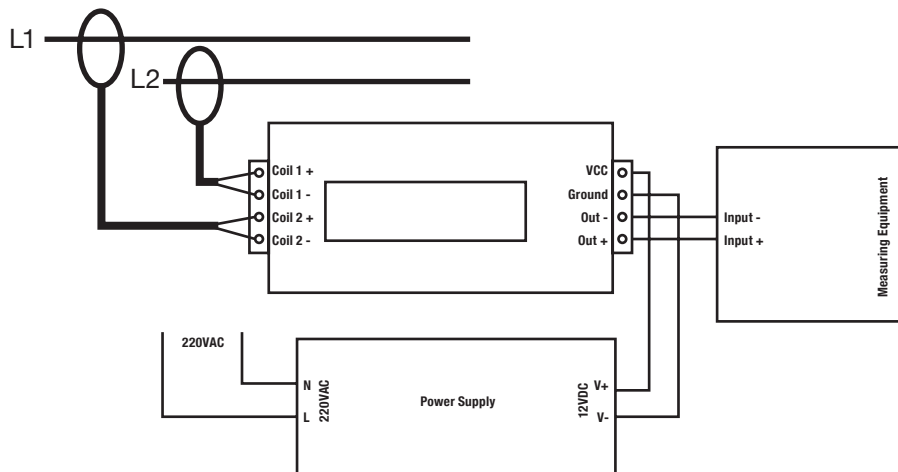 L1
L2
Coil 1 +
Coil 1 -
Coil 2 +
Coil 2 -
VCC
Ground
Out -
Out +
Input -
Input +
Measuring Equipment
220VAC
N
L
220VAC
Power Supply
12VDC
V+
V-